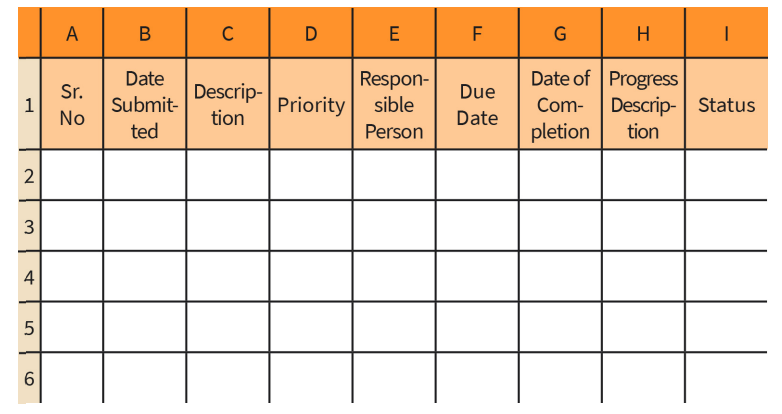 A B C D E F G H I
1 Sr. No Date Submit-ted Descrip-tion Priority Respon-sible Person Due Date Date of Com-pletion Progress Descrip-tion Status
2
3
4
5
6